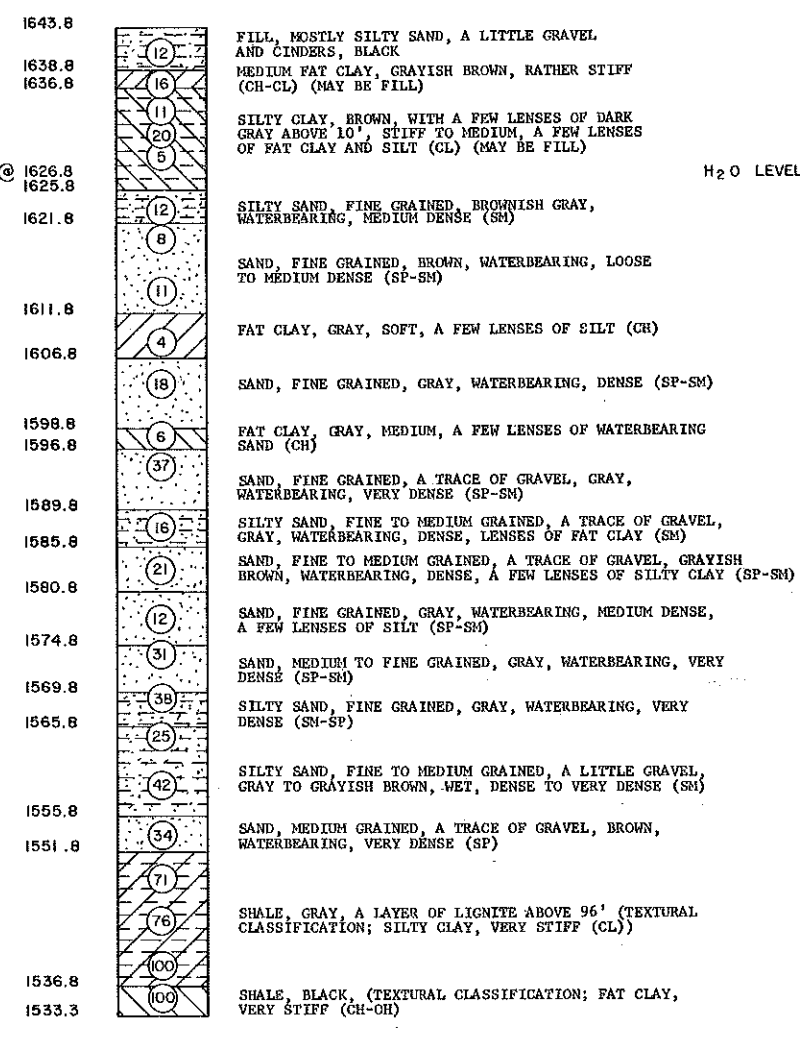 1643.8
FILL, MOSTLY SILTY SAND, A LITTLE GRAVEL
AND CINDERS, BLACK
12
1638.8
MEDIUM FAT CLAY, GRAYISH BROWN, RATHER STIFF
(CH-CL) (MAY BE FILL)
16
1636.8
11
SILTY CLAY, BROWN, WITH A FEW LENSES OF DARK
GRAY ABOVE 10', STIFF TO MEDIUM, A FEW LENSES
OF FAT CLAY AND SILT (CL) (MAY BE FILL)
20
5
@ 1626.8
H2O LEVEL
1625.8
12
SILTY SAND, FINE GRAINED, BROWNISH GRAY,
WATERBEARING, MEDIUM DENSE (SM)
1621.8
8
SAND, FINE GRAINED, BROWN, WATERBEARING, LOOSE
TO MEDIUM DENSE (SP-SM)
11
1611.8
FAT CLAY, GRAY, SOFT, A FEW LENSES OF SILT (CH)
4
1606.8
18
SAND, FINE GRAINED, GRAY, WATERBEARING, DENSE (SP-SM)
1598.8
6
FAT CLAY, GRAY, MEDIUM, A FEW LENSES OF WATERBEARING
SAND (CH)
1596.8
37
SAND, FINE GRAINED, A TRACE OF GRAVEL, GRAY,
WATERBEARING, VERY DENSE (SP-SM)
1589.8
16
SILTY SAND, FINE TO MEDIUM GRAINED, A TRACE OF GRAVEL,
GRAY, WATERBEARING, DENSE, LENSES OF FAT CLAY (SM)
1585.8
21
SAND, FINE TO MEDIUM GRAINED, A TRACE OF GRAVEL, GRAYISH
BROWN, WATERBEARING, DENSE, A FEW LENSES OF SILTY CLAY (SP-SM)
1580.8
12
SAND, FINE GRAINED, GRAY, WATERBEARING, MEDIUM DENSE,
A FEW LENSES OF SILT (SP-SM)
1574.8
31
SAND, MEDIUM TO FINE GRAINED, GRAY, WATERBEARING, VERY
DENSE (SP-SM)
1569.8
38
SILTY SAND, FINE GRAINED, GRAY, WATERBEARING, VERY
DENSE (SM-SP)
1565.8
25
SILTY SAND, FINE TO MEDIUM GRAINED, A LITTLE GRAVEL,
GRAY TO GRAYISH BROWN, WET, DENSE TO VERY DENSE (SM)
42
1555.8
34
SAND, MEDIUM GRAINED, A TRACE OF GRAVEL, BROWN,
WATERBEARING, VERY DENSE (SP)
1551.8
71
76
SHALE, GRAY, A LAYER OF LIGNITE ABOVE 96' (TEXTURAL
CLASSIFICATION; SILTY CLAY, VERY STIFF (CL))
100
1536.8
100
SHALE, BLACK, (TEXTURAL CLASSIFICATION; FAT CLAY,
VERY STIFF (CH-OH)
1533.3